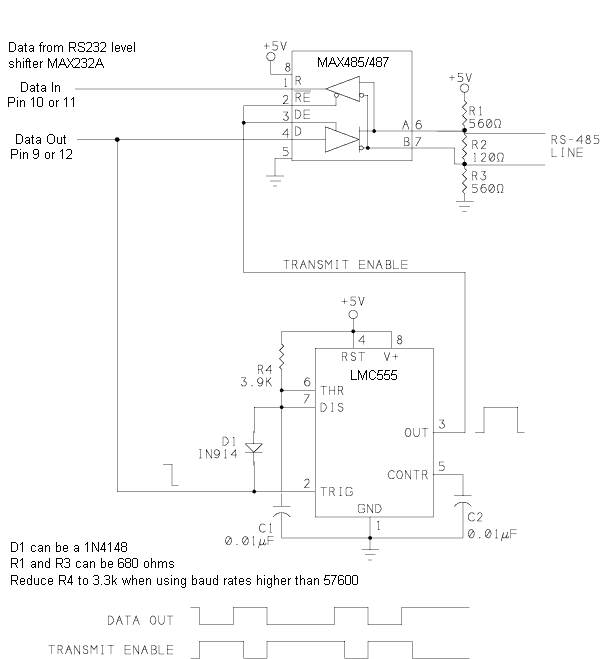 Data from RS232 level
shifter MAX232A
Data In
Pin 10 or 11
Data Out
Pin 9 or 12
+5V
MAX485/487
8
1 R
2 RE
3 DE
4 D
5
A 6
B 7
+5V
R1
560Ω
R2
120Ω
R3
560Ω
RS-485
LINE
TRANSMIT ENABLE
+5V
4
8
RST V+
LMC555
R4
3.9K
6 THR
7 DIS
D1
IN914
2 TRIG
OUT 3
CONTR 5
GND
1
C1
0.01µF
C2
0.01µF
D1 can be a 1N4148
R1 and R3 can be 680 ohms
Reduce R4 to 3.3k when using baud rates higher than 57600
DATA OUT
TRANSMIT ENABLE